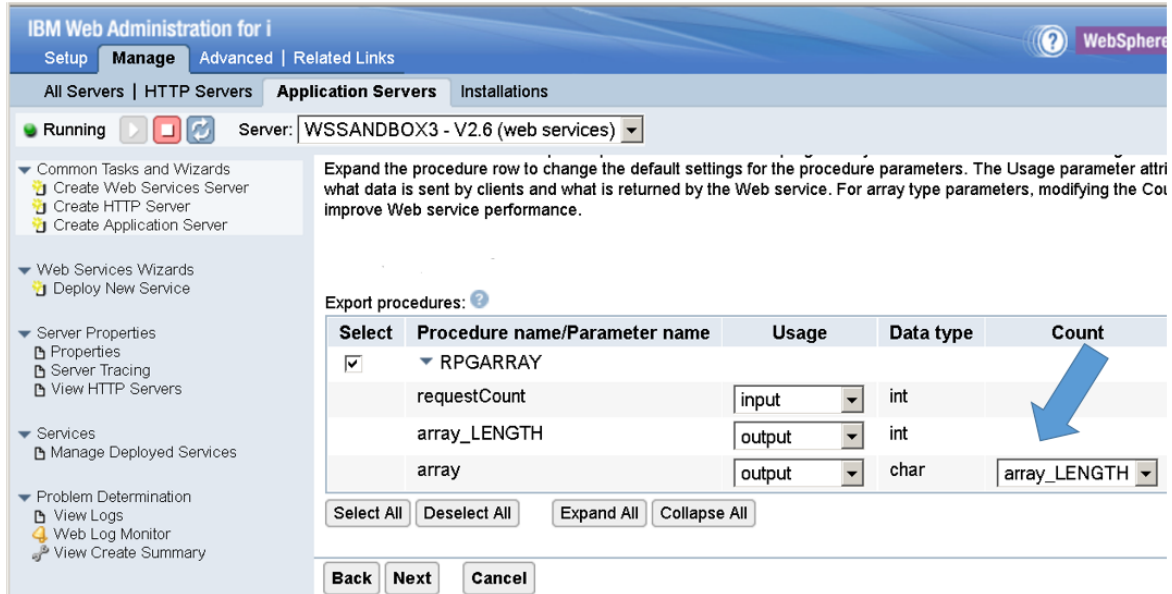 IBM Web Administration for i
WebSphere
Setup Manage Advanced | Related Links
All Servers | HTTP Servers Application Servers Installations
Running Server: WSSANDBOX3 - V2.6 (web services)
Common Tasks and Wizards
Create Web Services Server
Create HTTP Server
Create Application Server
Web Services Wizards
Deploy New Service
Server Properties
Properties
Server Tracing
View HTTP Servers
Services
Manage Deployed Services
Problem Determination
View Logs
Web Log Monitor
View Create Summary
Expand the procedure row to change the default settings for the procedure parameters. The Usage parameter attri
what data is sent by clients and what is returned by the Web service. For array type parameters, modifying the Cou
improve Web service performance.
Export procedures: ?
Select Procedure name/Parameter name Usage Data type Count
RPGARRAY
requestCount input int
array_LENGTH output int
array output char array_LENGTH
Select All Deselect All Expand All Collapse All
Back Next Cancel